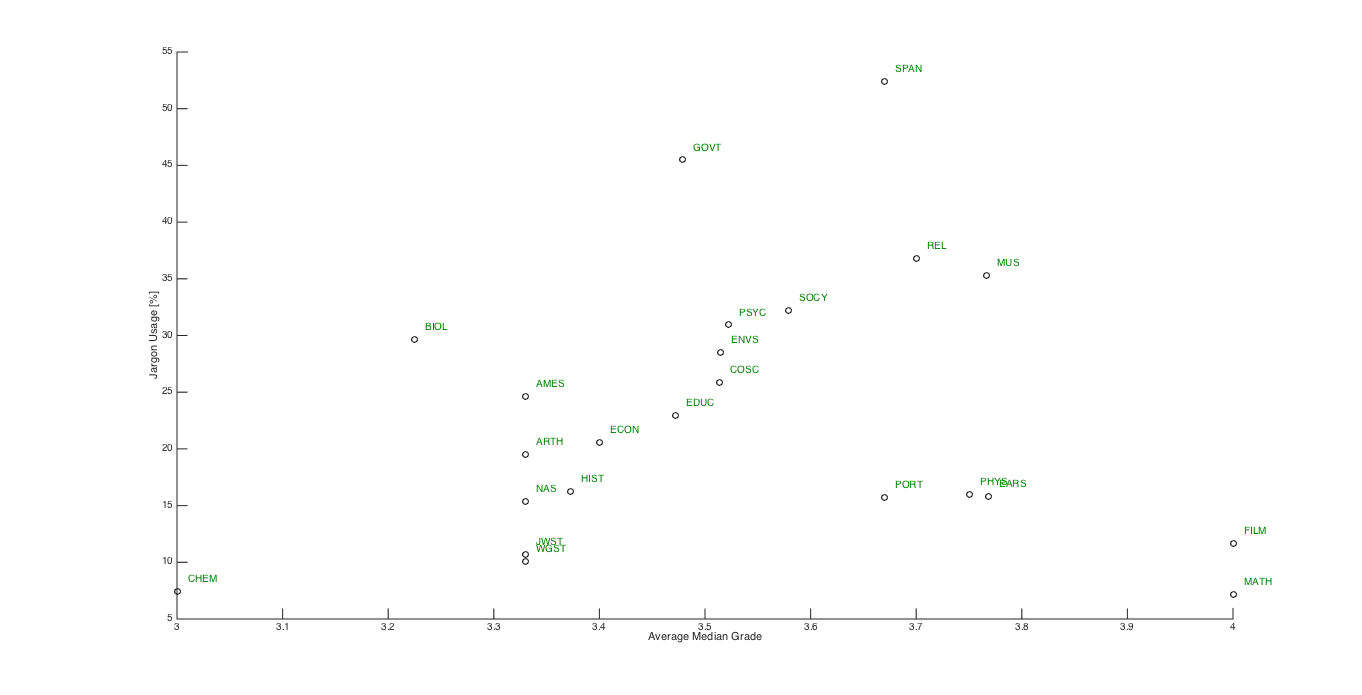 55
SPAN
50
GOVT
45
40
REL
MUS
35
SOCY
PSYC
30
BIOL
ENVS
COSC
25
AMES
EDUC
ECON
20
ARTH
HIST
NAS
PORT
PHYS
EARS
15
JWST
WGST
FILM
10
CHEM
MATH
5
Jargon Usage [%]
3 3.1 3.2 3.3 3.4 3.5 3.6 3.7 3.8 3.9 4
Average Median Grade